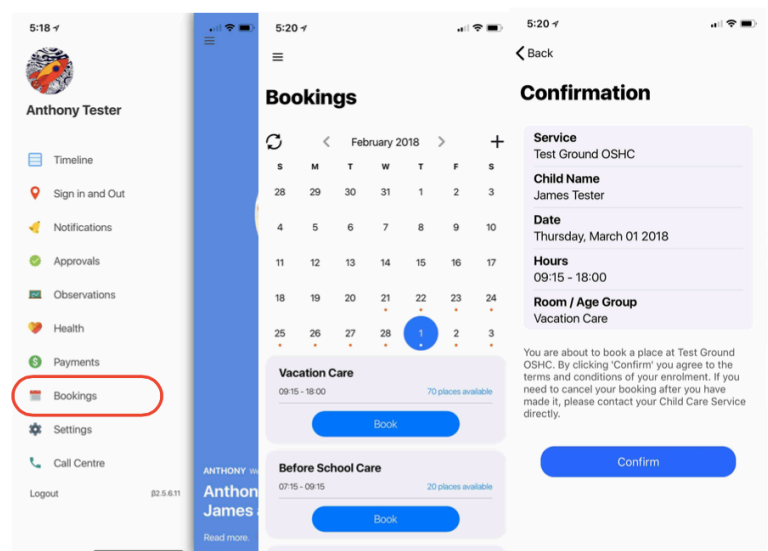 5:18
Anthony Tester
Timeline
Sign in and Out
Notifications
Approvals
Observations
Health
Payments
Bookings
Settings
Call Centre
Logout β2.5.6.11
ANTHONY
Anthon
James
Read more.
5:20
Bookings
February 2018
S M T W T F S
28 29 30 31 1 2 3
4 5 6 7 8 9 10
11 12 13 14 15 16 17
18 19 20 21 22 23 24
25 26 27 28 1 2 3
Vacation Care
09:15 - 18:00 70 places available
Book
Before School Care
07:15 - 09:15 20 places available
Book
5:20
Back
Confirmation
Service
Test Ground OSHC
Child Name
James Tester
Date
Thursday, March 01 2018
Hours
09:15 - 18:00
Room / Age Group
Vacation Care
You are about to book a place at Test Ground
OSHC. By clicking 'Confirm' you agree to the
terms and conditions of your enrolment. If you
need to cancel your booking after you have
made it, please contact your Child Care Service
directly.
Confirm